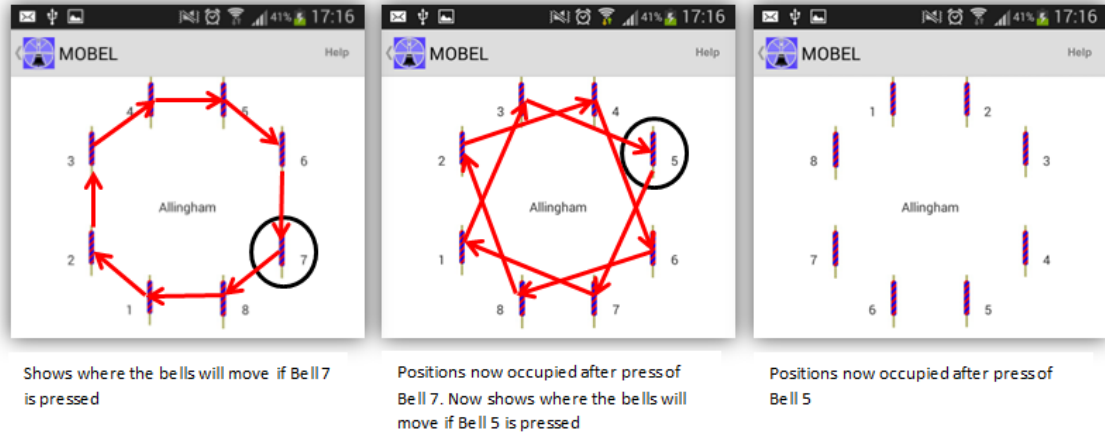 41% 17:16
MOBEL Help
4 5
3 6
Allingham
2 7
1 8
Shows where the bells will move if Bell 7
is pressed
41% 17:16
MOBEL Help
3 4
2 5
Allingham
1 6
8 7
Positions now occupied after press of
Bell 7. Now shows where the bells will
move if Bell 5 is pressed
41% 17:16
MOBEL Help
1 2
8 3
Allingham
7 4
6 5
Positions now occupied after press of
Bell 5